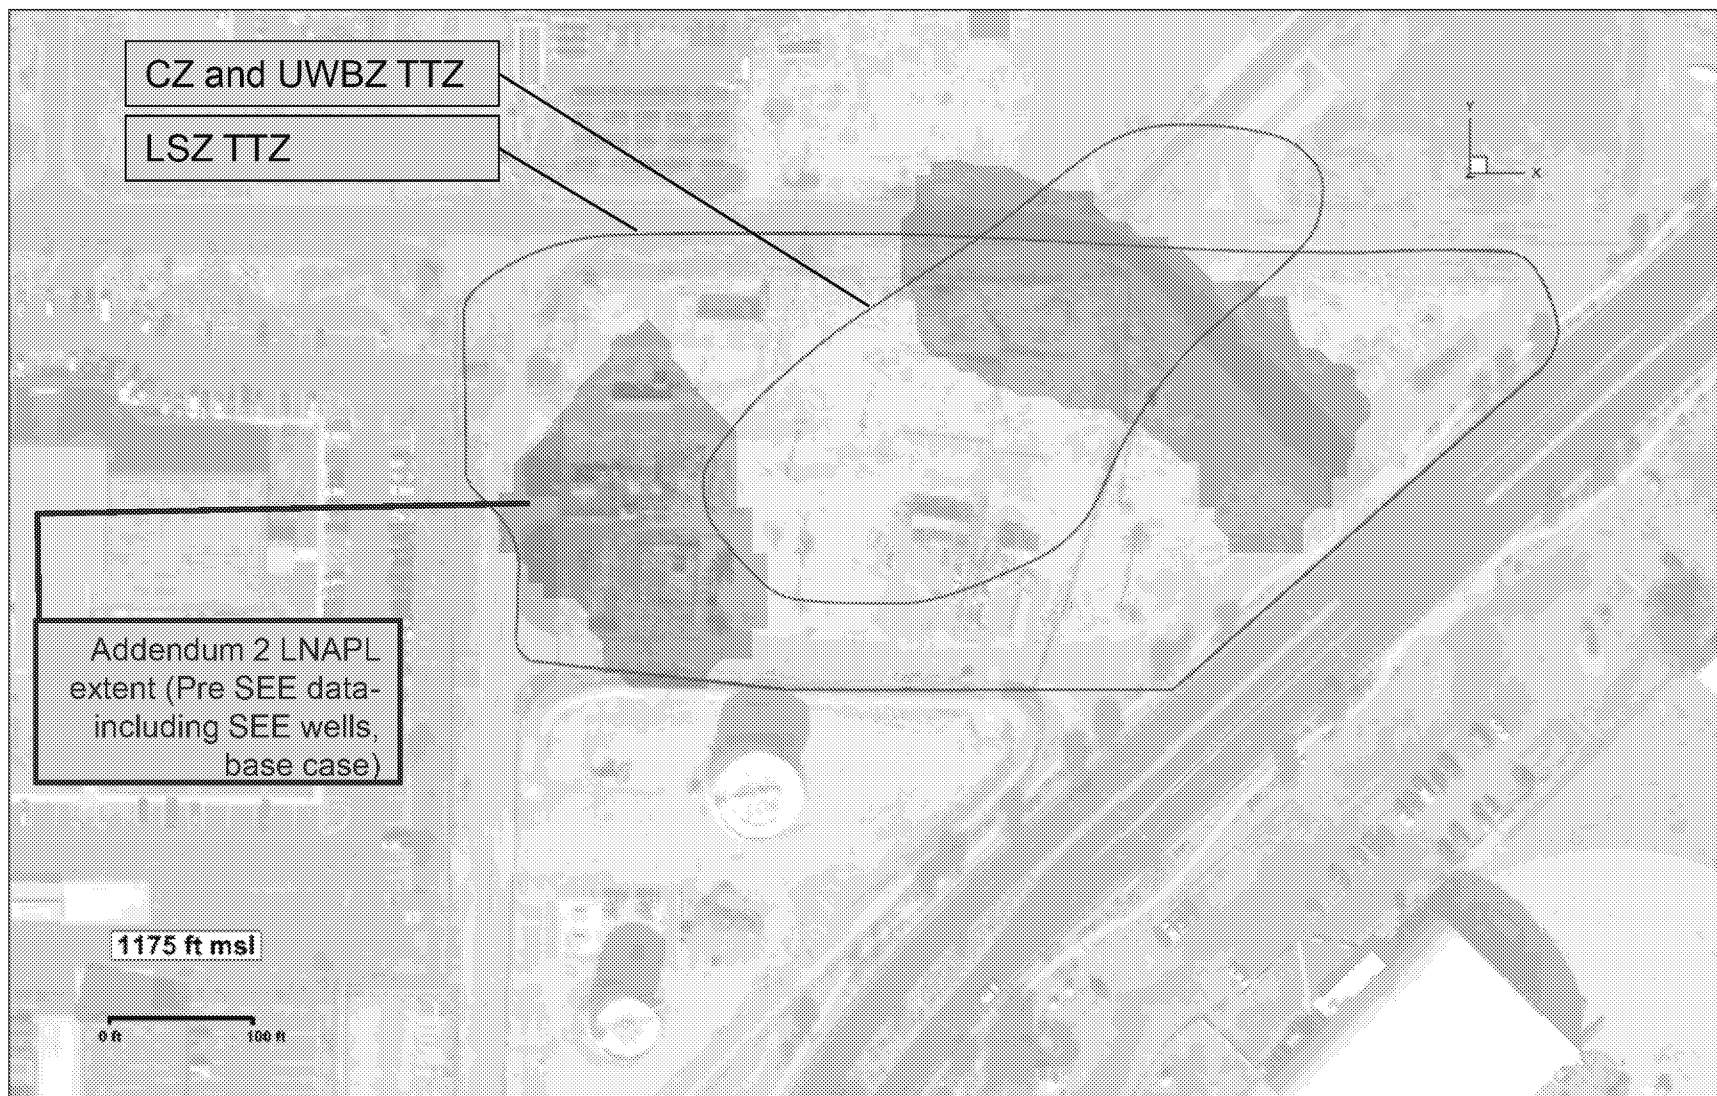 CZ and UWBZ TTZ
LSZ TTZ
Y
X
Z
Addendum 2 LNAPL
extent (Pre SEE data-
including SEE wells,
base case)
1175 ft msl
0 ft
100 ft